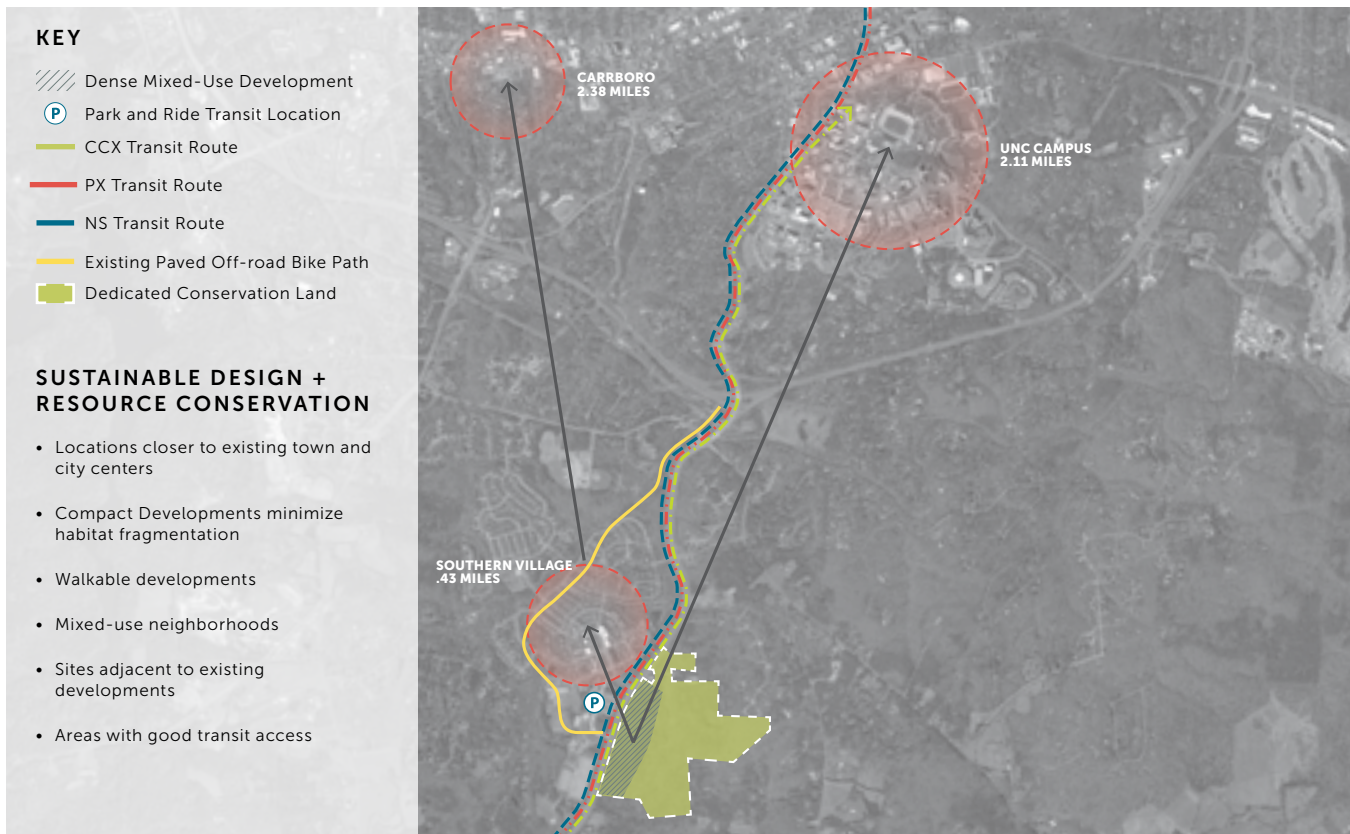 KEY
Dense Mixed-Use Development
P
Park and Ride Transit Location
CCX Transit Route
PX Transit Route
NS Transit Route
Existing Paved Off-road Bike Path
Dedicated Conservation Land
SUSTAINABLE DESIGN +
RESOURCE CONSERVATION
• Locations closer to existing town and
city centers
• Compact Developments minimize
habitat fragmentation
• Walkable developments
• Mixed-use neighborhoods
• Sites adjacent to existing
developments
• Areas with good transit access
CARRBORO
2.38 MILES
UNC CAMPUS
2.11 MILES
SOUTHERN VILLAGE
.43 MILES
P